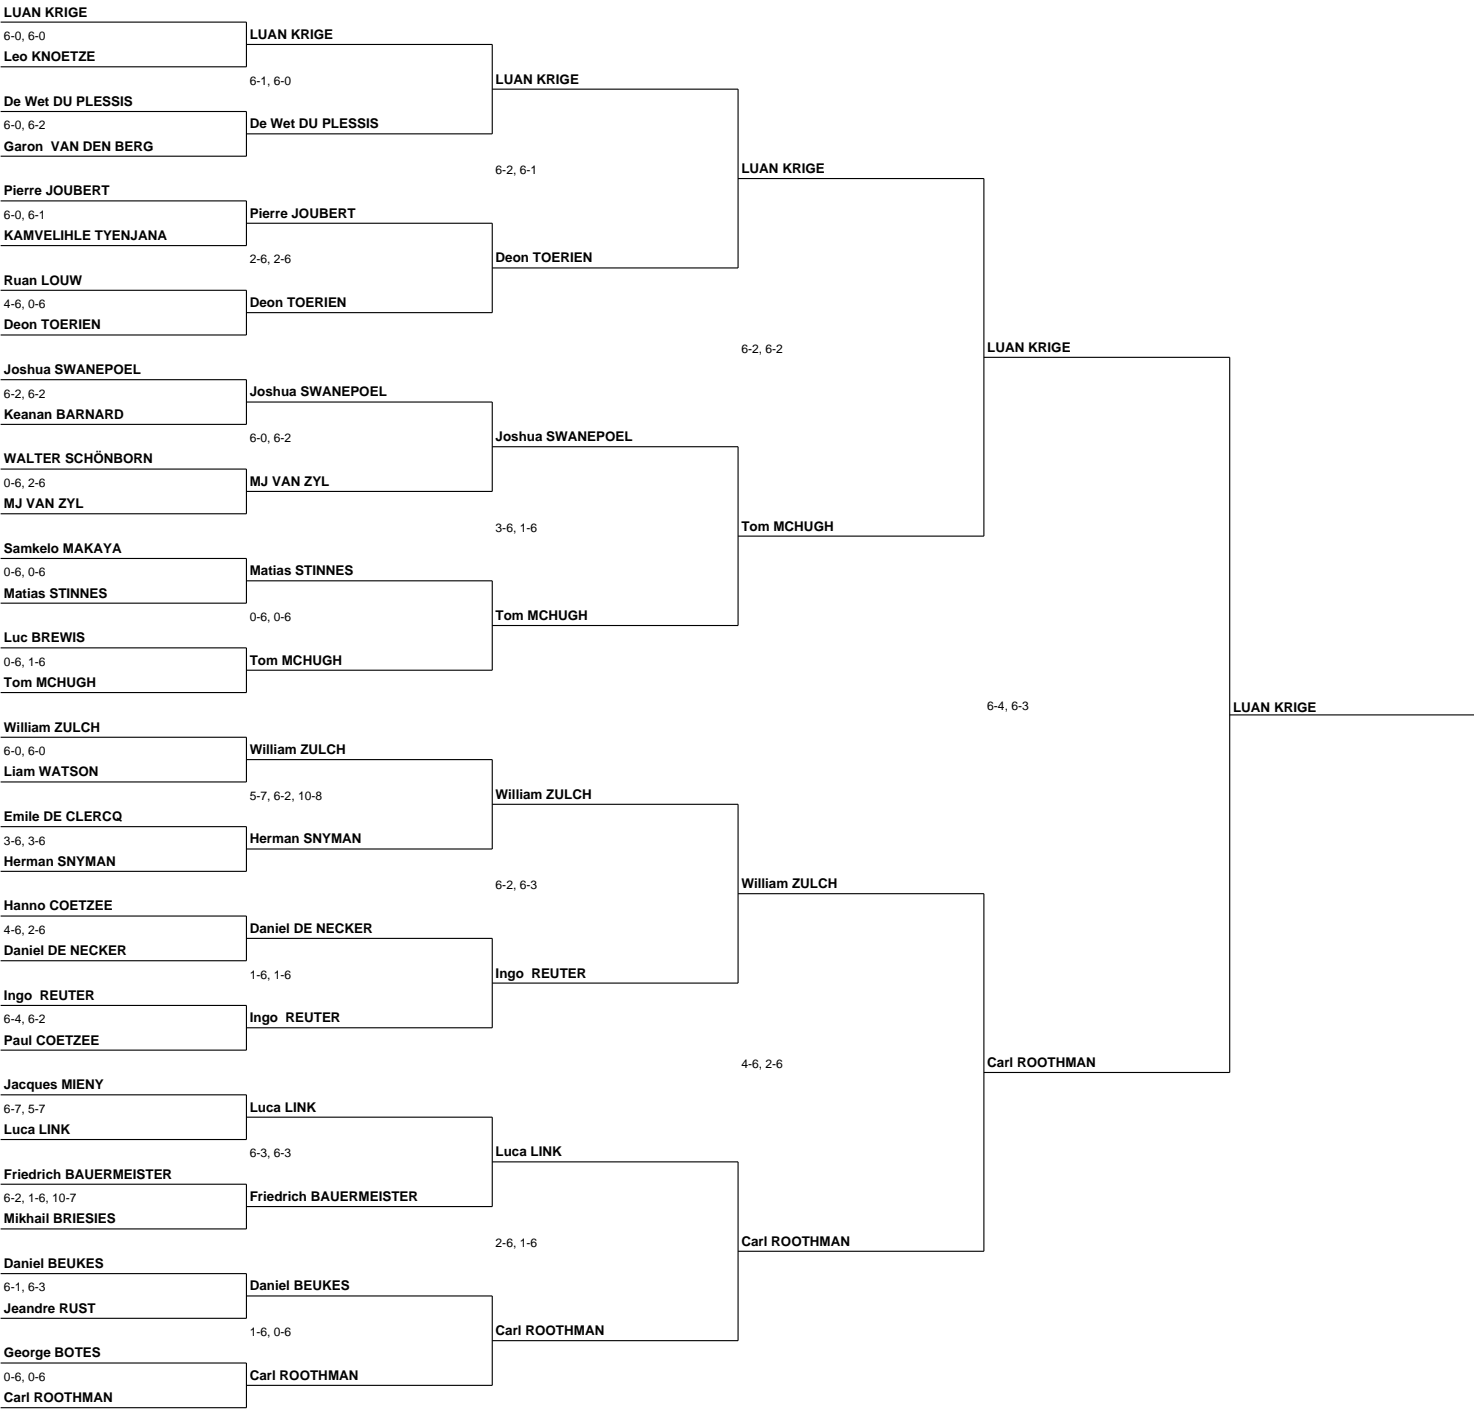 LUAN KRIGE
6-0, 6-0
Leo KNOETZE
De Wet DU PLESSIS
6-0, 6-2
Garon  VAN DEN BERG
Pierre JOUBERT
6-0, 6-1
KAMVELIHLE TYENJANA
Ruan LOUW
4-6, 0-6
Deon TOERIEN
Joshua SWANEPOEL
6-2, 6-2
Keanan BARNARD
WALTER SCHÖNBORN
0-6, 2-6
MJ VAN ZYL
Samkelo MAKAYA
0-6, 0-6
Matias STINNES
Luc BREWIS
0-6, 1-6
Tom MCHUGH
William ZULCH
6-0, 6-0
Liam WATSON
Emile DE CLERCQ
3-6, 3-6
Herman SNYMAN
Hanno COETZEE
4-6, 2-6
Daniel DE NECKER
Ingo  REUTER
6-4, 6-2
Paul COETZEE
Jacques MIENY
6-7, 5-7
Luca LINK
Friedrich BAUERMEISTER
6-2, 1-6, 10-7
Mikhail BRIESIES
Daniel BEUKES
6-1, 6-3
Jeandre RUST
George BOTES
0-6, 0-6
Carl ROOTHMAN
LUAN KRIGE
6-1, 6-0
De Wet DU PLESSIS
Pierre JOUBERT
2-6, 2-6
Deon TOERIEN
Joshua SWANEPOEL
6-0, 6-2
MJ VAN ZYL
Matias STINNES
0-6, 0-6
Tom MCHUGH
William ZULCH
5-7, 6-2, 10-8
Herman SNYMAN
Daniel DE NECKER
1-6, 1-6
Ingo  REUTER
Luca LINK
6-3, 6-3
Friedrich BAUERMEISTER
Daniel BEUKES
1-6, 0-6
Carl ROOTHMAN
LUAN KRIGE
6-2, 6-1
Deon TOERIEN
Joshua SWANEPOEL
3-6, 1-6
Tom MCHUGH
William ZULCH
6-2, 6-3
Ingo  REUTER
Luca LINK
2-6, 1-6
Carl ROOTHMAN
LUAN KRIGE
6-2, 6-2
Tom MCHUGH
William ZULCH
4-6, 2-6
Carl ROOTHMAN
LUAN KRIGE
6-4, 6-3
Carl ROOTHMAN
LUAN KRIGE